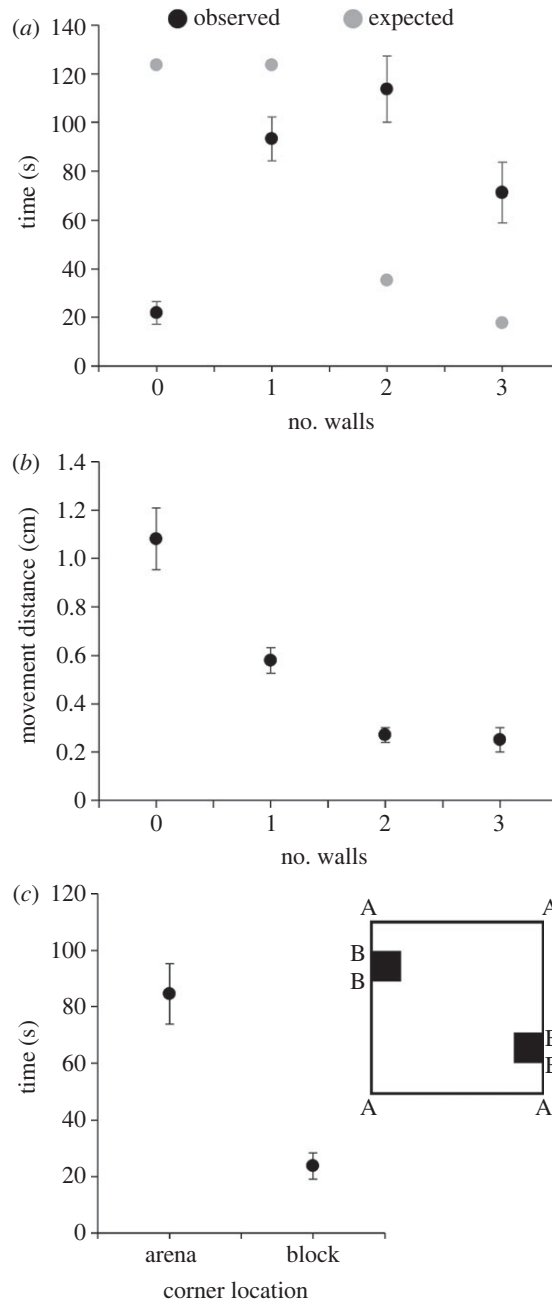 (a)
observed
expected
140
120
100
80
60
40
20
0
time (s)
0 1 2 3
no. walls
(b)
1.4
1.2
1.0
0.8
0.6
0.4
0.2
0
movement distance (cm)
0 1 2 3
no. walls
(c)
120
100
80
60
40
20
0
time (s)
arena block
corner location
A
B
B
A A